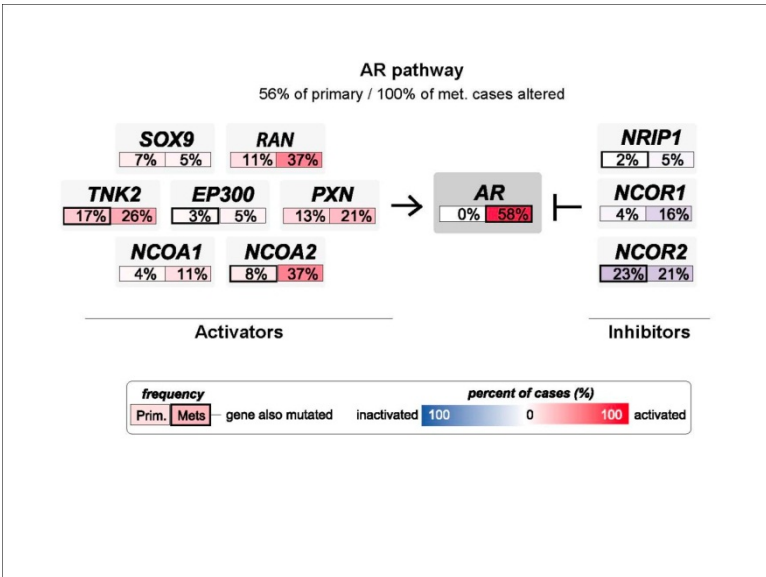 AR pathway
56% of primary / 100% of met. cases altered
SOX9 RAN NRIP1
7% 5% 11% 37% 2% 5%
TNK2 EP300 PXN AR NCOR1
17% 26% 3% 5% 13% 21% 0% 58% 4% 16%
NCOA1 NCOA2 NCOR2
4% 11% 8% 37% 23% 21%
Activators Inhibitors
frequency percent of cases (%)
Prim. Mets gene also mutated inactivated 100 0 100 activated